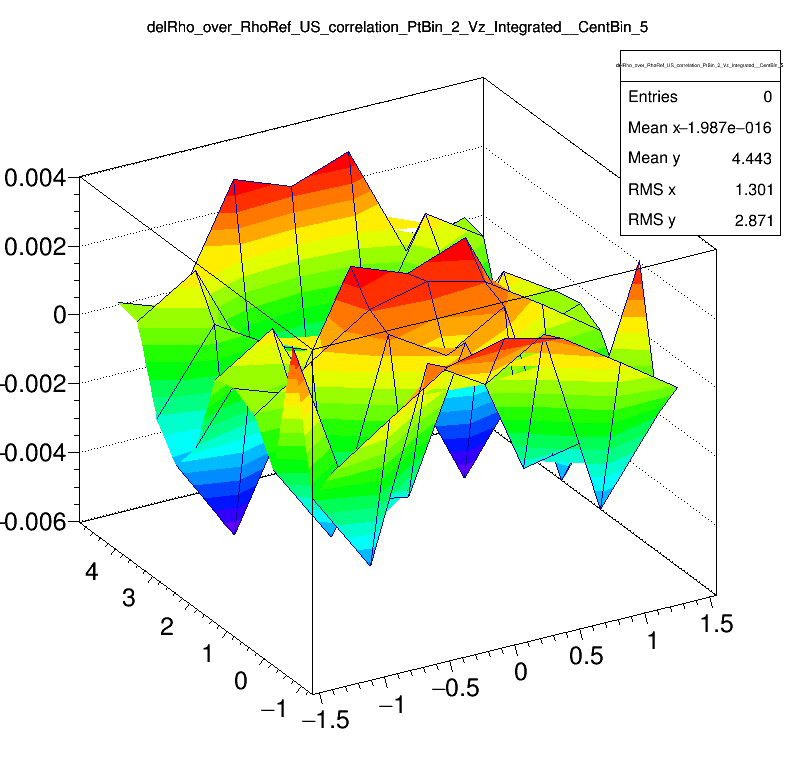 delRho_over_RhoRef_US_correlation_PtBin_2_Vz_Integrated__CentBin_5
delRho_over_RhoRef_US_correlation_PtBin_2_Vz_Integrated__CentBin_5
Entries 0
Mean x −1.987e−016
Mean y 4.443
RMS x 1.301
RMS y 2.871
0.004
0.002
0
−0.002
−0.004
−0.006
4
3
2
1
0
−1
−1.5
−1
−0.5
0
0.5
1
1.5